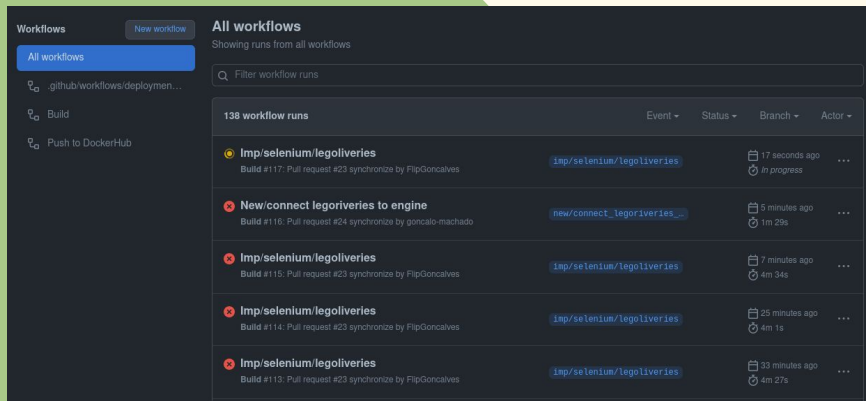 Workflows
New workflow
All workflows
.github/workflows/deploymen...
Build
Push to DockerHub
All workflows
Showing runs from all workflows
Filter workflow runs
138 workflow runs
Event Status Branch Actor
Imp/selenium/legoliveries
Build #117: Pull request #23 synchronize by FlipGoncalves
imp/selenium/legoliveries
17 seconds ago
In progress
New/connect legoriveries to engine
Build #116: Pull request #24 synchronize by goncalo-machado
new/connect_legoriveries_…
5 minutes ago
1m 29s
Imp/selenium/legoliveries
Build #115: Pull request #23 synchronize by FlipGoncalves
imp/selenium/legoliveries
7 minutes ago
4m 34s
Imp/selenium/legoliveries
Build #114: Pull request #23 synchronize by FlipGoncalves
imp/selenium/legoliveries
25 minutes ago
4m 1s
Imp/selenium/legoliveries
Build #113: Pull request #23 synchronize by FlipGoncalves
imp/selenium/legoliveries
33 minutes ago
4m 27s